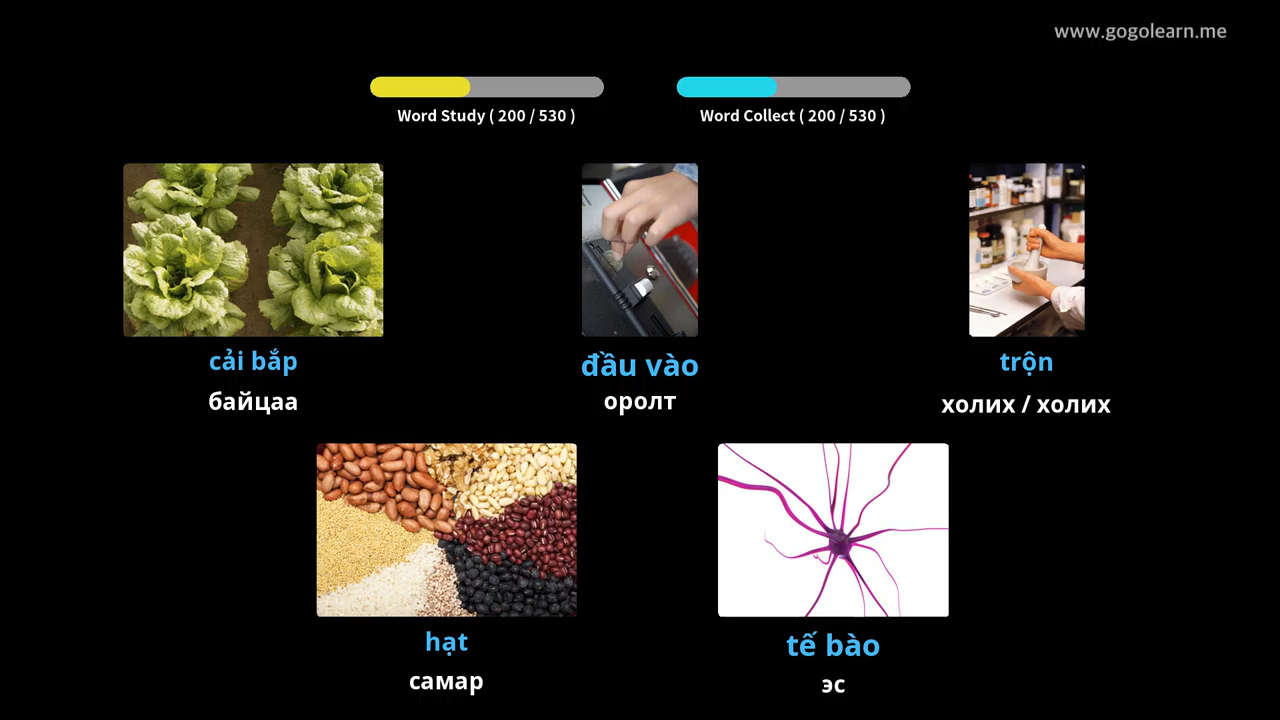 www.gogolearn.me
Word Study ( 200 / 530 )
Word Collect ( 200 / 530 )
cải bắp
байцаа
đầu vào
оролт
trộn
холих / холих
hạt
самар
tế bào
эс